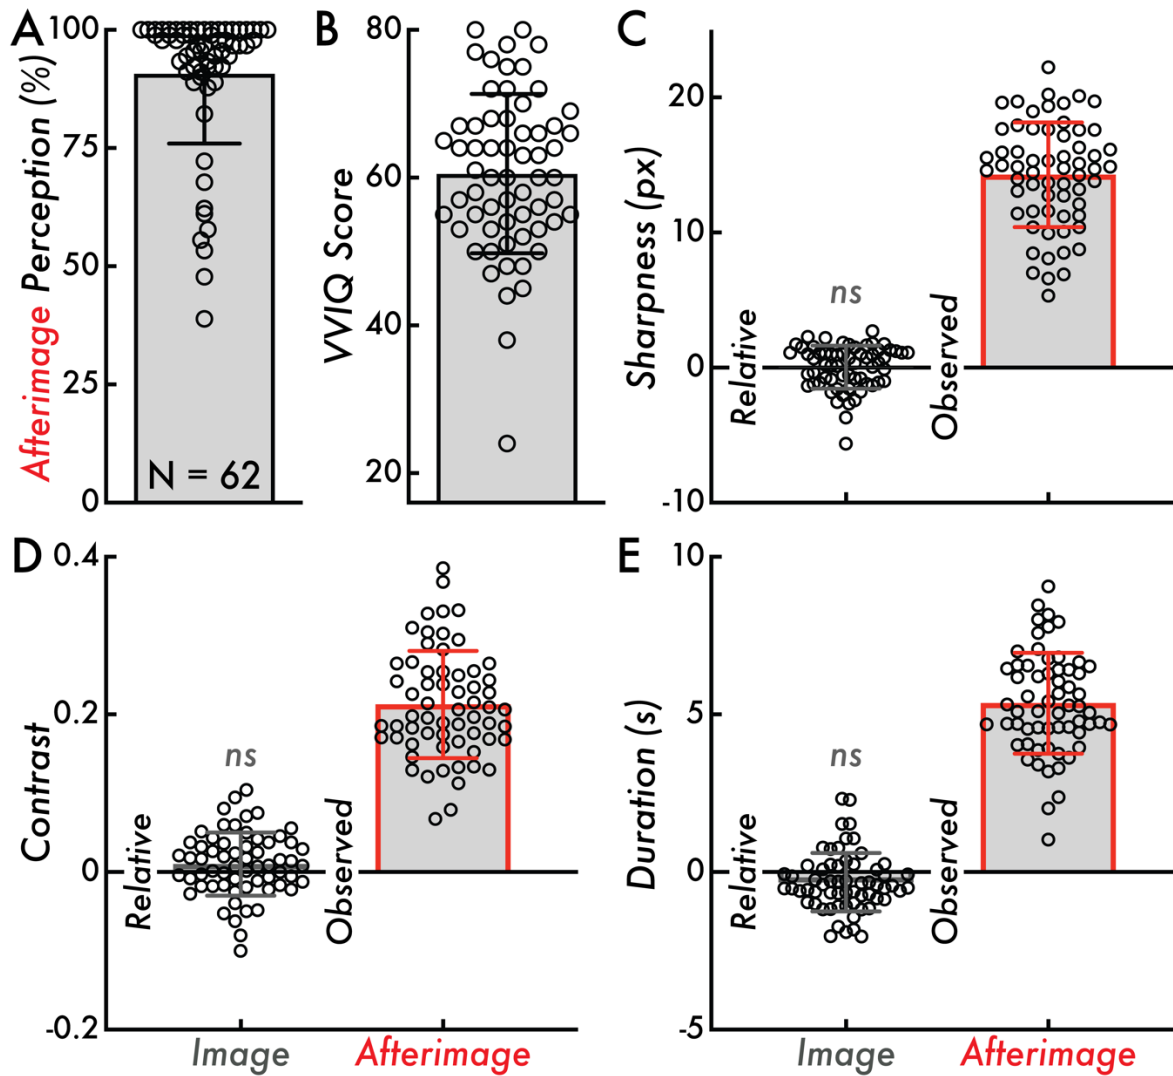 A
Afterimage Perception (%)
100
75
50
25
0
N = 62
B
VVIQ Score
80
60
40
20
C
Sharpness (px)
20
10
0
-10
Relative
ns
Observed
D
Contrast
0.4
0.2
0
-0.2
Relative
ns
Observed
Image
Afterimage
E
Duration (s)
10
5
0
-5
Relative
ns
Observed
Image
Afterimage